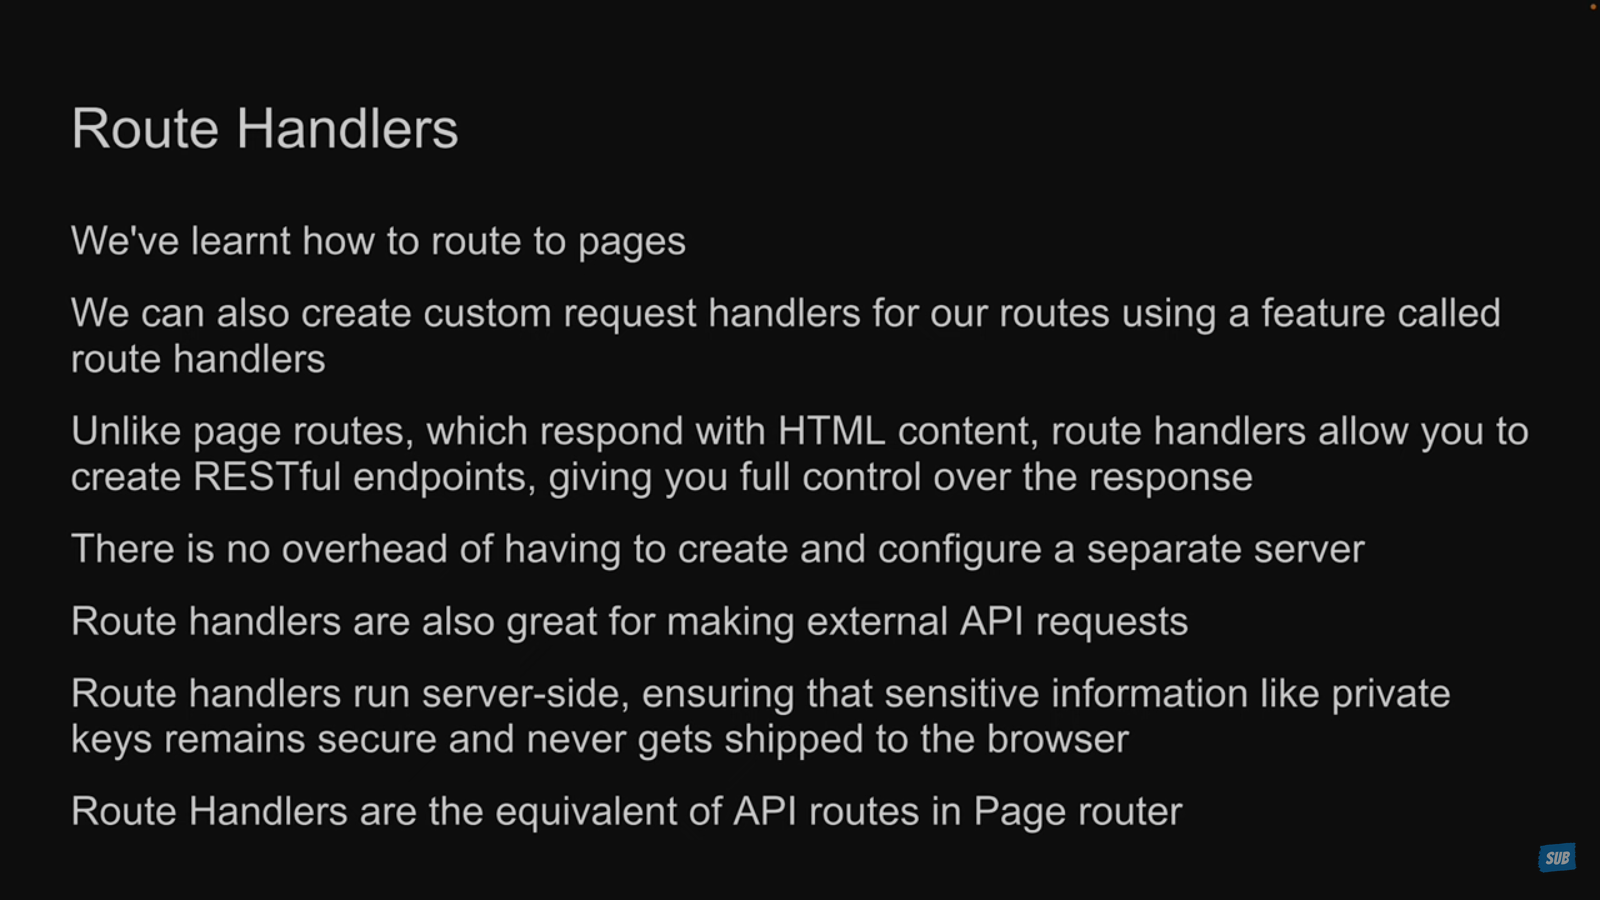 Route Handlers
We've learnt how to route to pages
We can also create custom request handlers for our routes using a feature called
route handlers
Unlike page routes, which respond with HTML content, route handlers allow you to
create RESTful endpoints, giving you full control over the response
There is no overhead of having to create and configure a separate server
Route handlers are also great for making external API requests
Route handlers run server-side, ensuring that sensitive information like private
keys remains secure and never gets shipped to the browser
Route Handlers are the equivalent of API routes in Page router
SUB